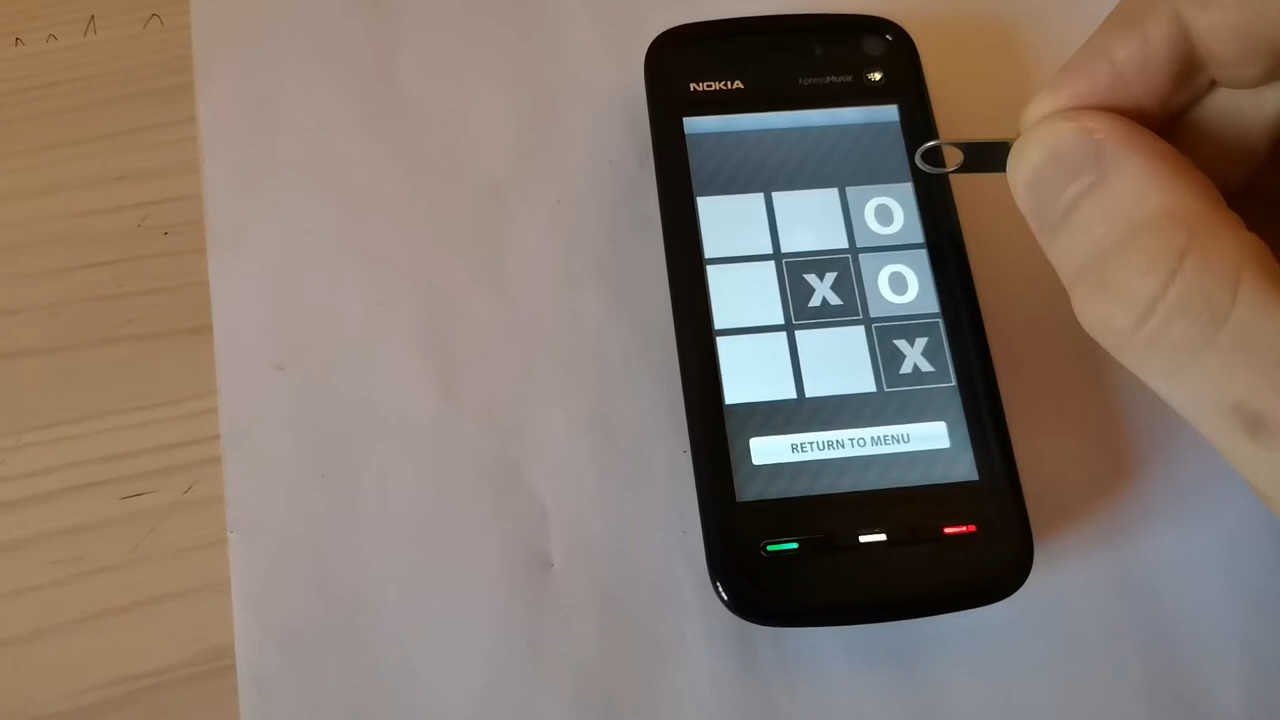 NOKIA XpressMusic
O
X O
X
RETURN TO MENU